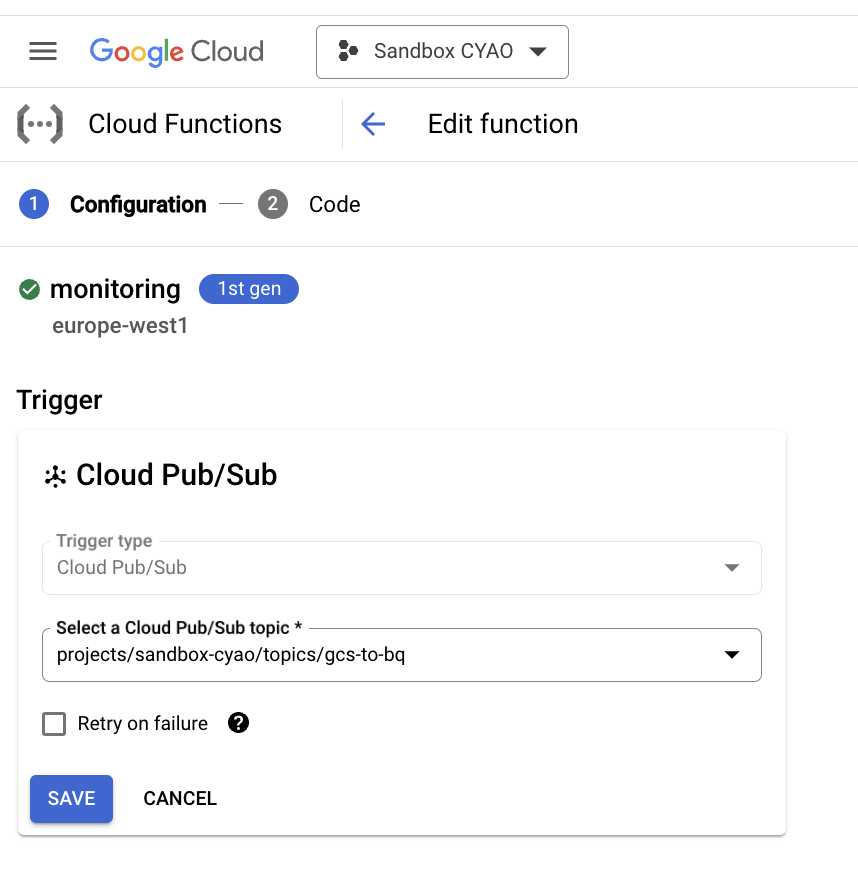 Google Cloud
Sandbox CYAO
Cloud Functions
Edit function
1 Configuration 2 Code
monitoring 1st gen
europe-west1
Trigger
Cloud Pub/Sub
Trigger type
Cloud Pub/Sub
Select a Cloud Pub/Sub topic *
projects/sandbox-cyao/topics/gcs-to-bq
Retry on failure ?
SAVE CANCEL